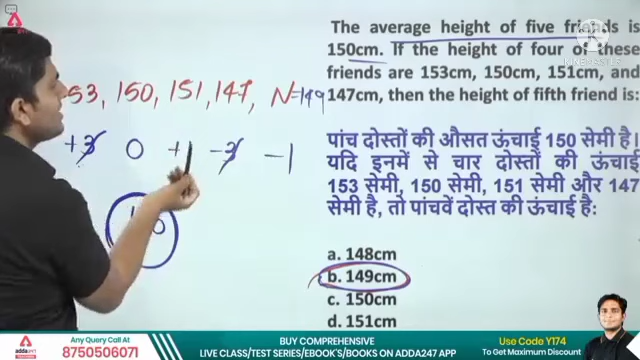 adda247
The average height of five friends is
150cm. If the height of four of these
friends are 153cm, 150cm, 151cm, and
147cm, then the height of fifth friend is:
53, 150, 151, 147, N=149
+3 0 +1 -3 -1
पांच दोस्तों की औसत ऊंचाई 150 सेमी है।
यदि इनमें से चार दोस्तों की ऊंचाई
153 सेमी, 150 सेमी, 151 सेमी और 147
सेमी है, तो पांचवें दोस्त की ऊंचाई है:
a. 148cm
b. 149cm
c. 150cm
d. 151cm
Any Query Call At
8750506071
BUY COMPREHENSIVE
LIVE CLASS/TEST SERIES/EBOOK'S/BOOKS ON ADDA247 APP
Use Code Y174
To Get Maximum Discount